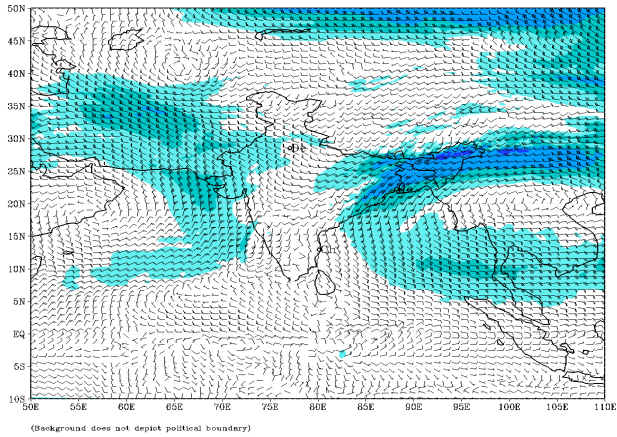 50N
45N
40N
35N
30N
25N
20N
15N
10N
5N
EQ
5S
10S
50E 55E 60E 65E 70E 75E 80E 85E 90E 95E 100E 105E 110E
(Background does not depict political boundary)